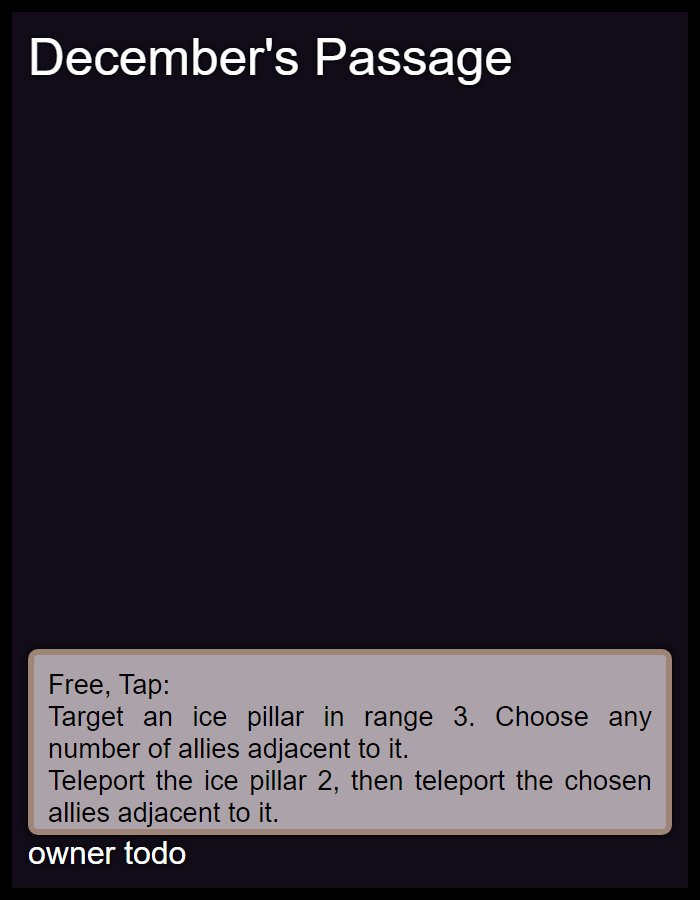 December's Passage
Free, Tap:
Target an ice pillar in range 3. Choose any
number of allies adjacent to it.
Teleport the ice pillar 2, then teleport the chosen
allies adjacent to it.
owner todo